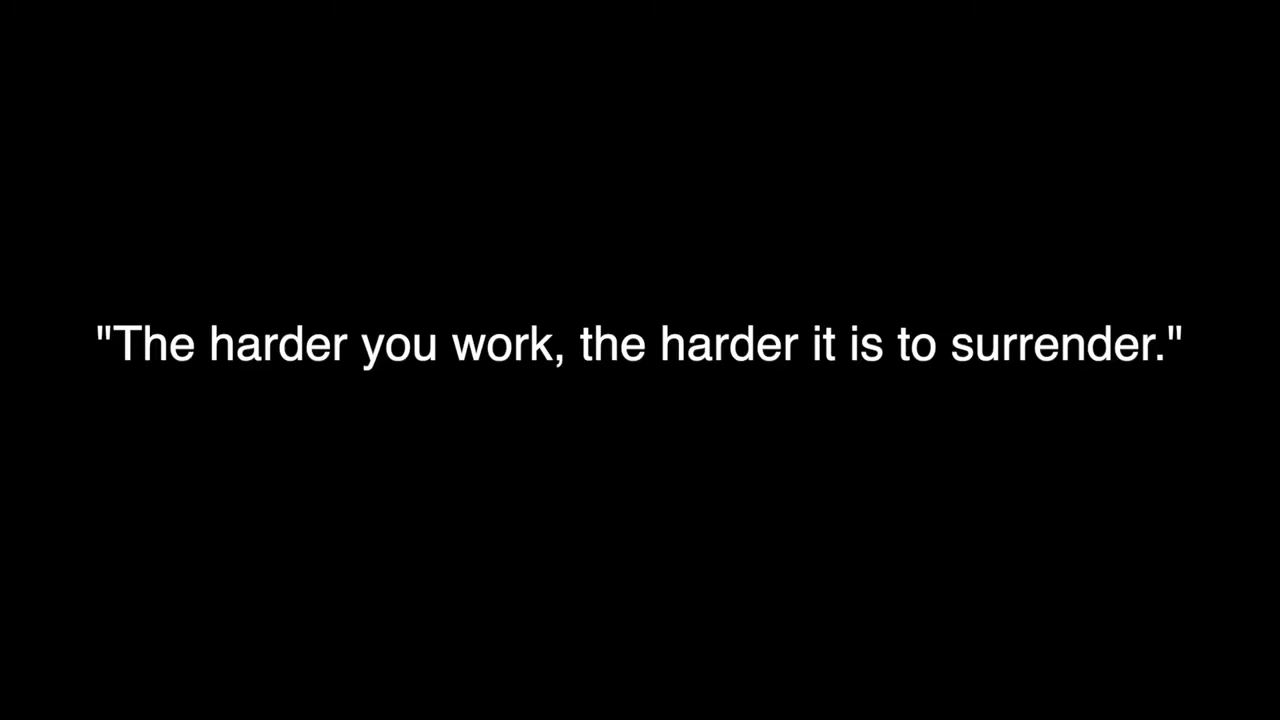 "The harder you work, the harder it is to surrender."